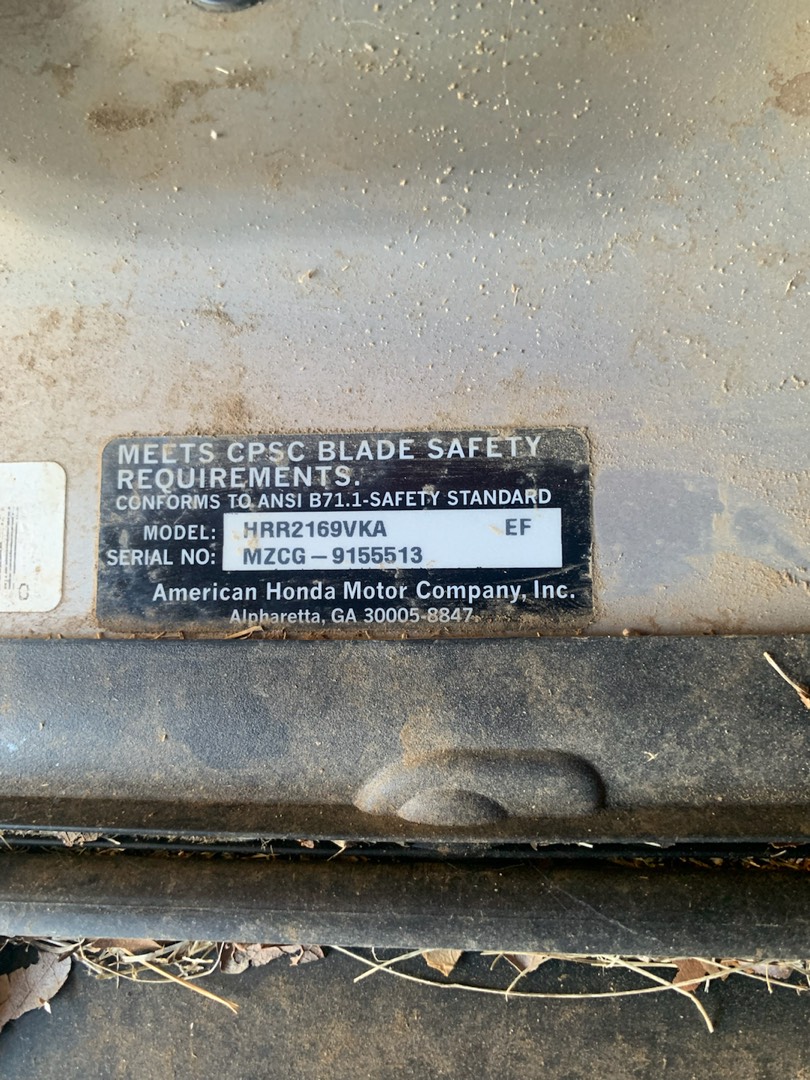 MEETS CPSC BLADE SAFETY
REQUIREMENTS.
CONFORMS TO ANSI B71.1-SAFETY STANDARD
MODEL: HRR2169VKA EF
SERIAL NO: MZCG-9155513
American Honda Motor Company, Inc.
Alpharetta, GA 30005-8847